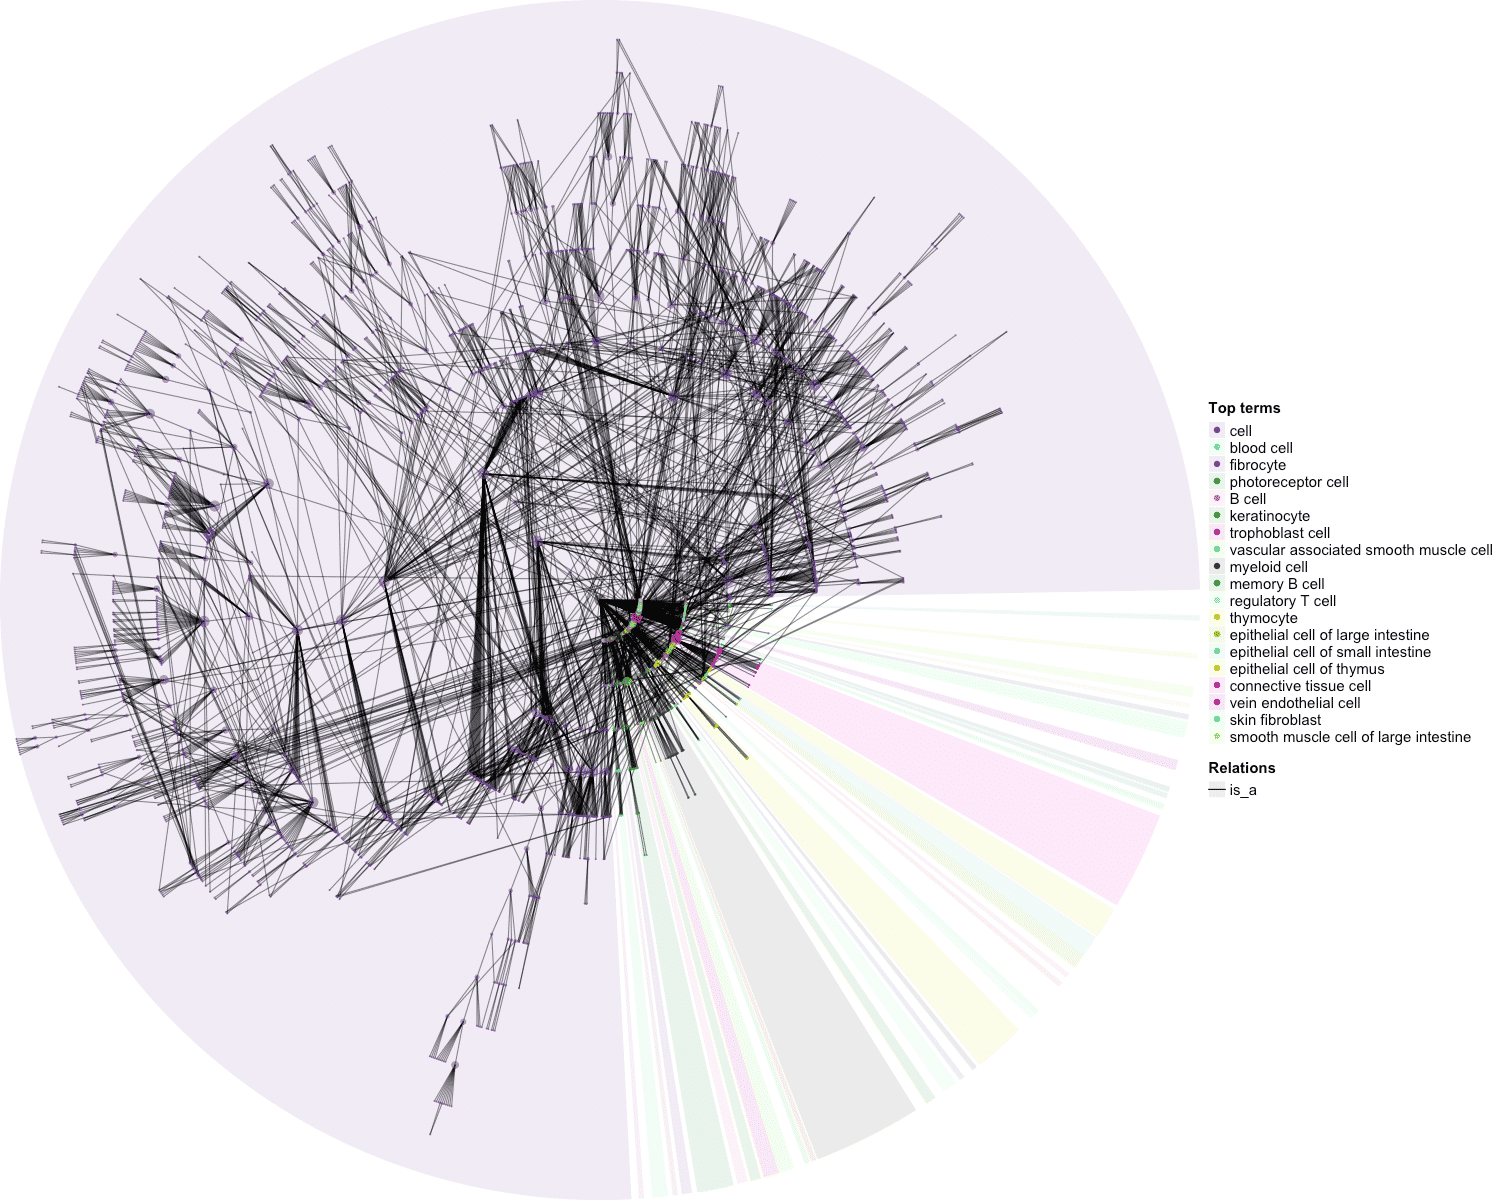 Top terms
cell
blood cell
fibrocyte
photoreceptor cell
B cell
keratinocyte
trophoblast cell
vascular associated smooth muscle cell
myeloid cell
memory B cell
regulatory T cell
thymocyte
epithelial cell of large intestine
epithelial cell of small intestine
epithelial cell of thymus
connective tissue cell
vein endothelial cell
skin fibroblast
smooth muscle cell of large intestine
Relations
is_a